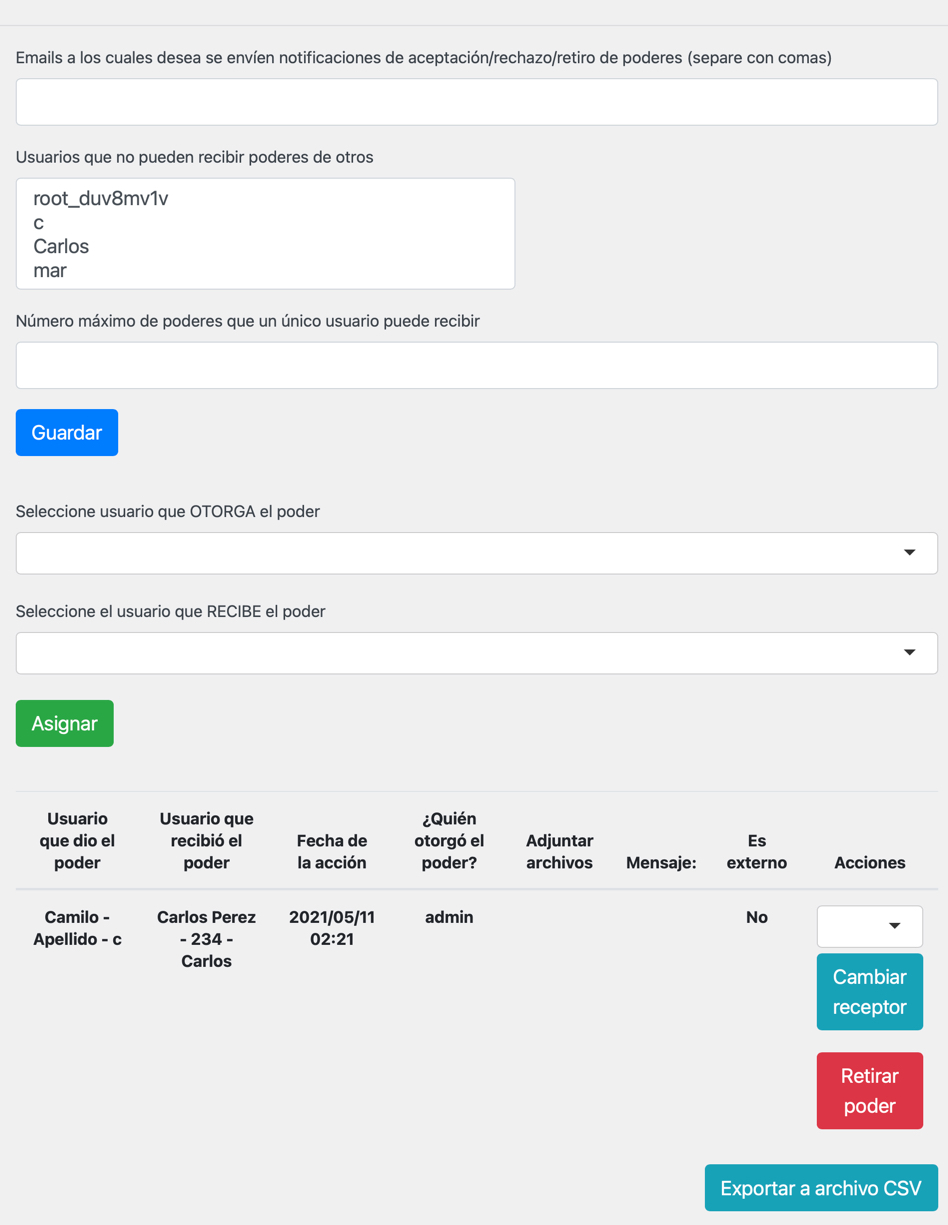 Emails a los cuales desea se envíen notificaciones de aceptación/rechazo/retiro de poderes (separe con comas)
Usuarios que no pueden recibir poderes de otros
root_duv8mv1v
c
Carlos
mar
Número máximo de poderes que un único usuario puede recibir
Guardar
Seleccione usuario que OTORGA el poder
Seleccione el usuario que RECIBE el poder
Asignar
Usuario
que dio el
poder
Usuario que
recibió el
poder
Fecha de
la acción
¿Quién
otorgó el
poder?
Adjuntar
archivos
Mensaje:
Es
externo
Acciones
Camilo -
Apellido - c
Carlos Perez
- 234 -
Carlos
2021/05/11
02:21
admin
No
Cambiar
receptor
Retirar
poder
Exportar a archivo CSV